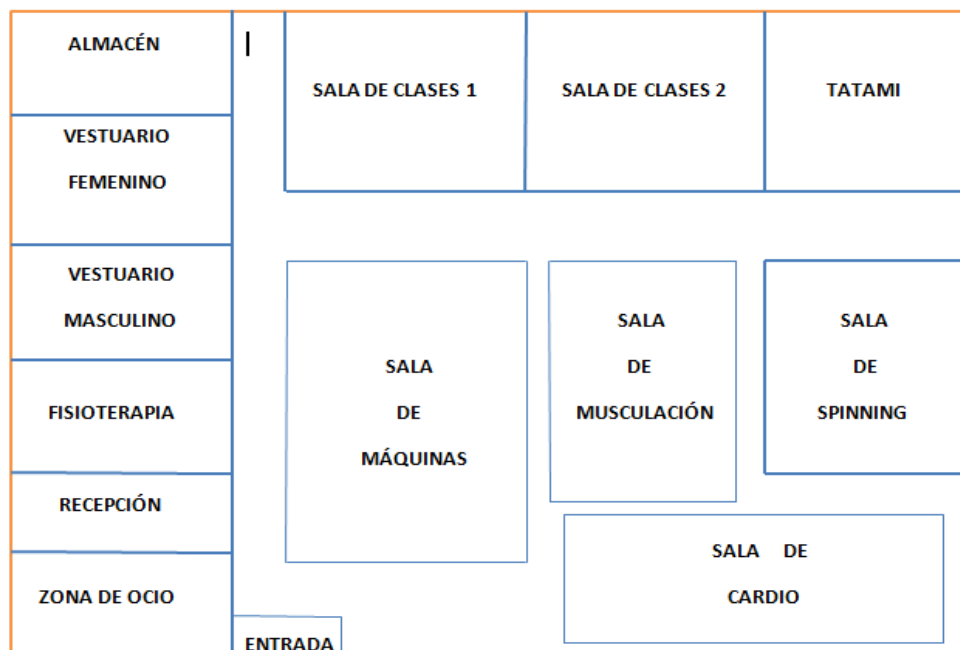 ALMACÉN
VESTUARIO
FEMENINO
VESTUARIO
MASCULINO
FISIOTERAPIA
RECEPCIÓN
ZONA DE OCIO
ENTRADA
SALA DE CLASES 1
SALA DE CLASES 2
TATAMI
SALA
DE
MÁQUINAS
SALA
DE
MUSCULACIÓN
SALA
DE
SPINNING
SALA DE
CARDIO